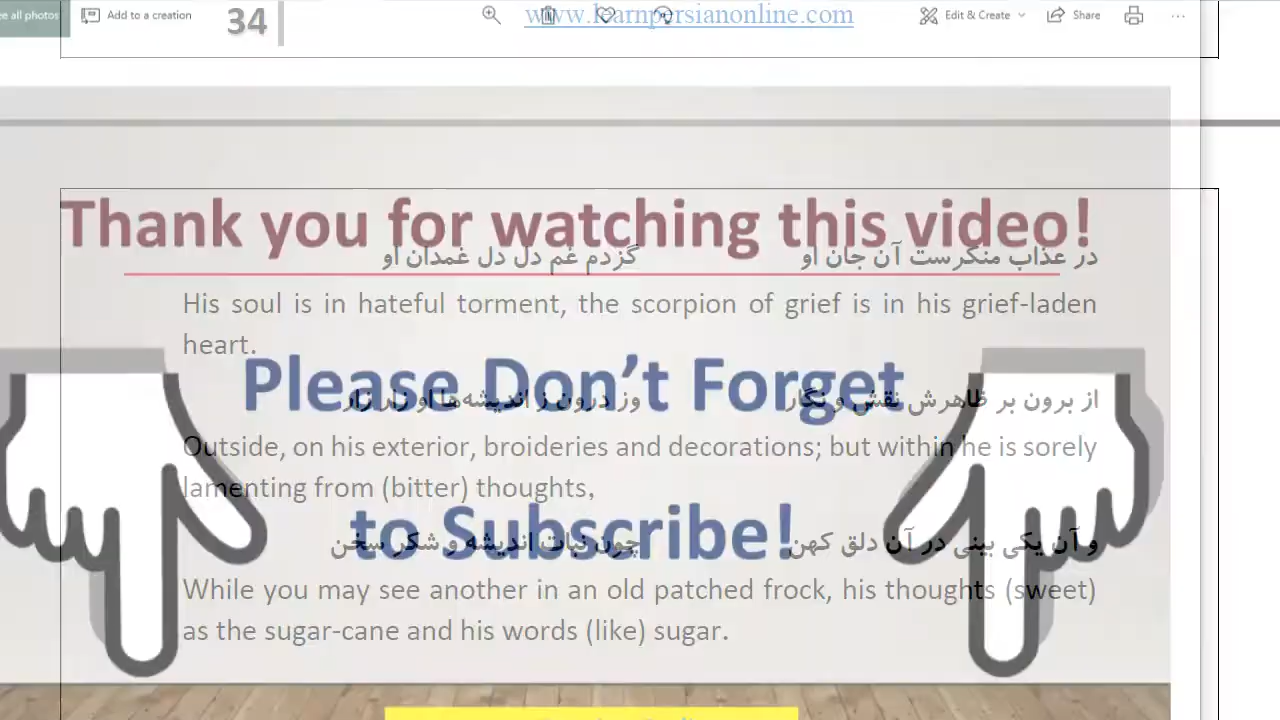 ee all photos
Add to a creation
34
www.learnpersianonline.com
Edit & Create
Share
Thank you for watching this video!
در عذاب منکرست آن جان او گزدم غم دل دل غمدان او
His soul is in hateful torment, the scorpion of grief is in his grief-laden
heart.
Please Don't Forget
از برون بر ظاهرش نقش و نگار وز درون ز اندیشه‌ها او زار زار
Outside, on his exterior, broideries and decorations; but within he is sorely
lamenting from (bitter) thoughts,
to Subscribe!
و آن یکی بینی در آن دلق کهن چون نبات اندیشه و شکر سخن
While you may see another in an old patched frock, his thoughts (sweet)
as the sugar-cane and his words (like) sugar.